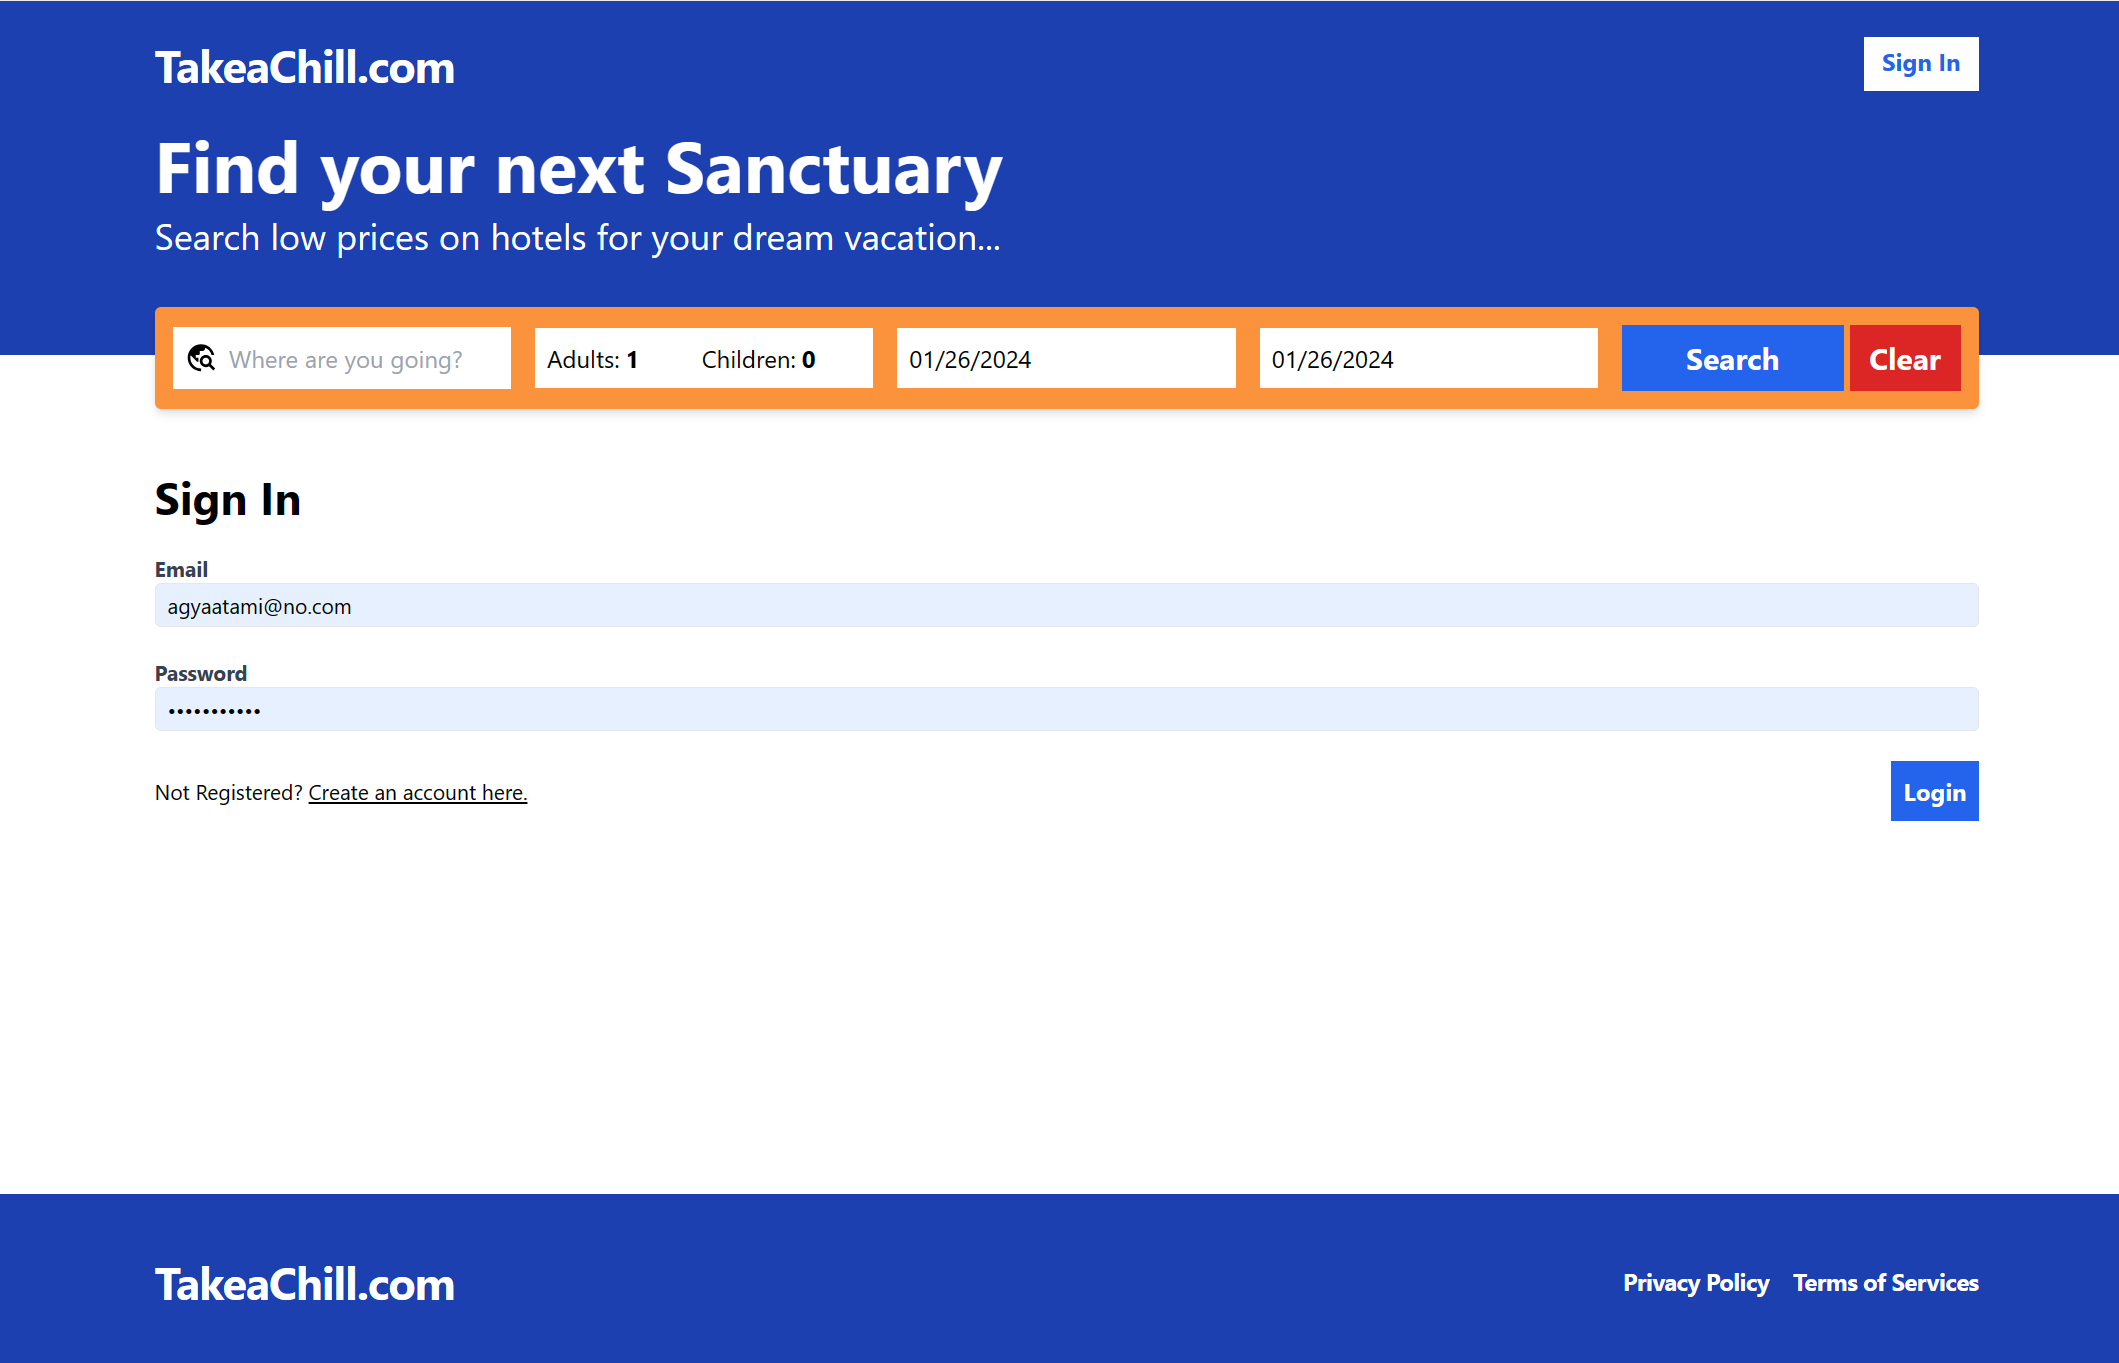 TakeaChill.com
Sign In
Find your next Sanctuary
Search low prices on hotels for your dream vacation...
Where are you going?
Adults: 1
Children: 0
01/26/2024
01/26/2024
Search
Clear
Sign In
Email
agyaatami@no.com
Password
•••••••••••
Not Registered? Create an account here.
Login
TakeaChill.com
Privacy Policy
Terms of Services